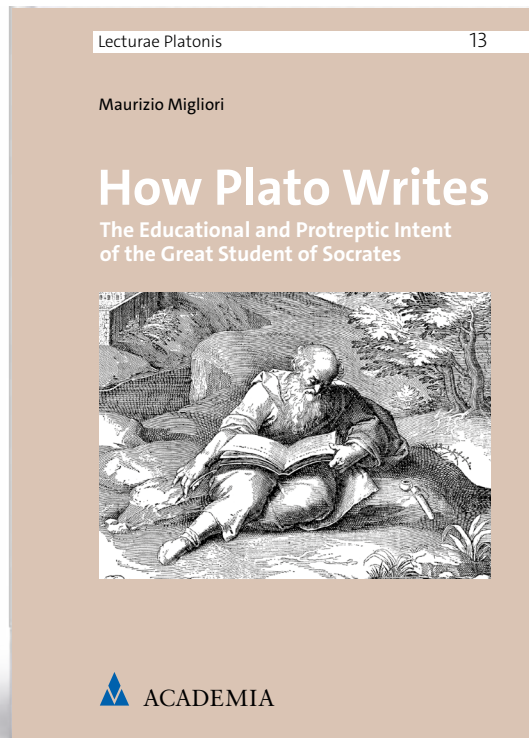 Lecturae Platonis 13
Maurizio Migliori
How Plato Writes
The Educational and Protreptic Intent
of the Great Student of Socrates
ACADEMIA